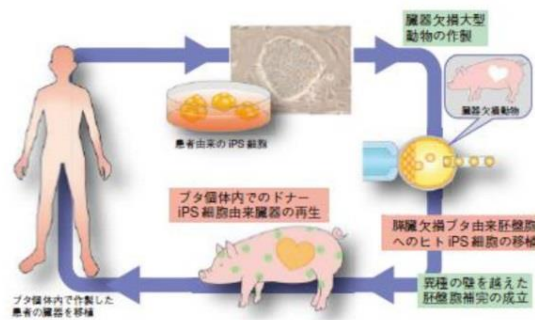 臓器欠損大型
動物の作製
臓器欠損動物
患者由来のiPS細胞
膵臓欠損ブタ由来胚盤胞
へのヒトiPS細胞の移植
ブタ個体内でのドナー
iPS細胞由来臓器の再生
異種の壁を越えた
胚盤胞補完の成立
ブタ個体内で作製した
患者の臓器を移植